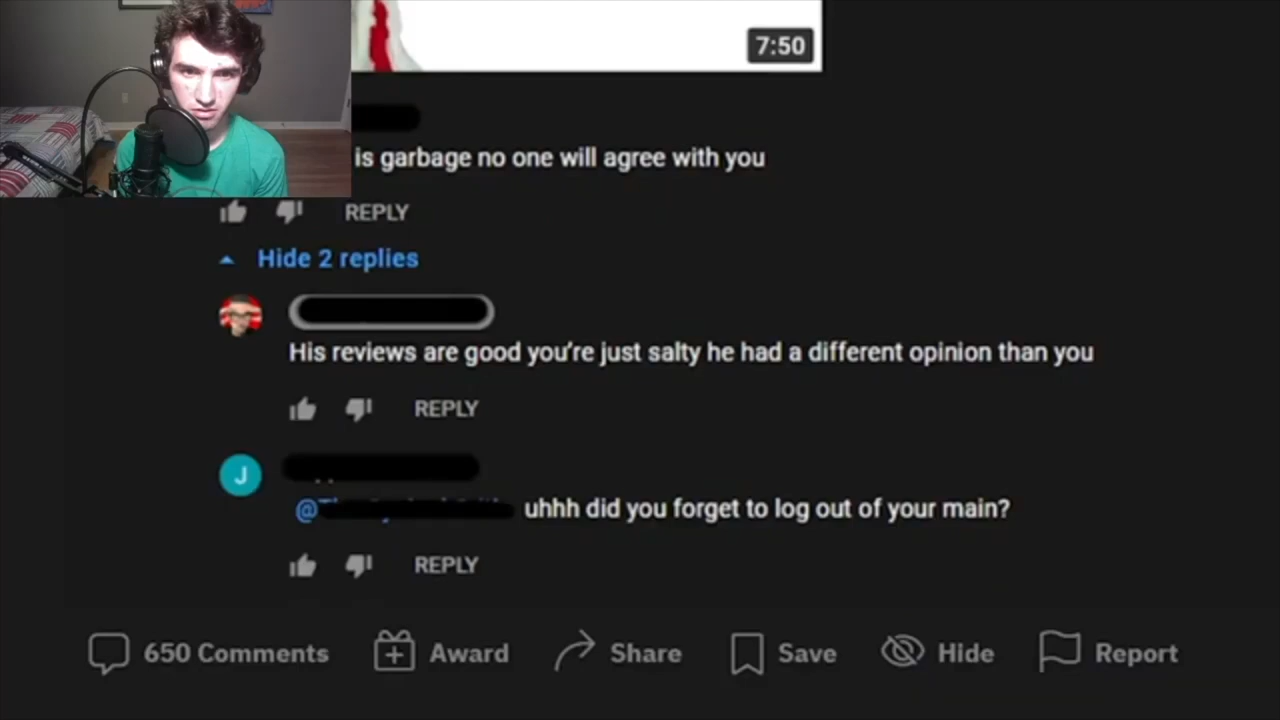 7:50
is garbage no one will agree with you
REPLY
Hide 2 replies
His reviews are good you're just salty he had a different opinion than you
REPLY
J
uhhh did you forget to log out of your main?
REPLY
650 Comments Award Share Save Hide Report